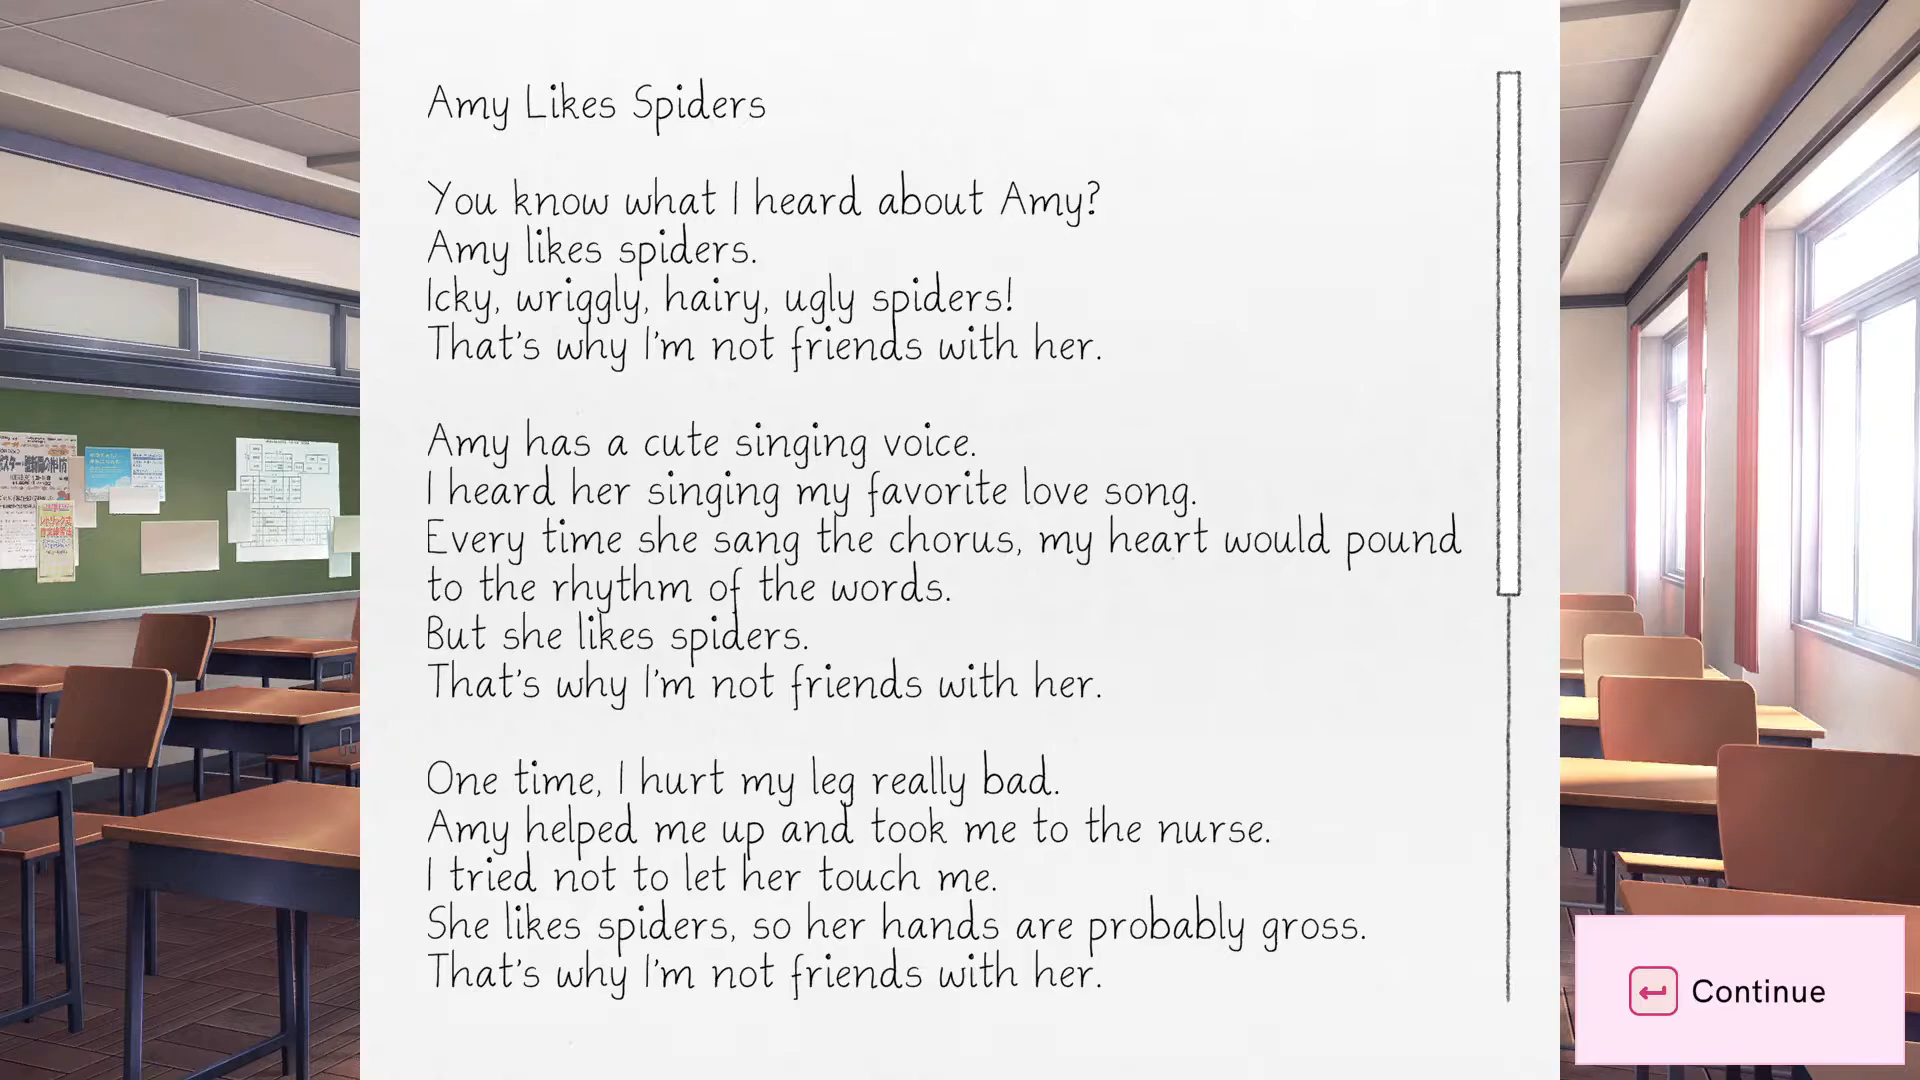 Amy Likes Spiders
You know what I heard about Amy?
Amy likes spiders.
Icky, wriggly, hairy, ugly spiders!
That's why I'm not friends with her.
Amy has a cute singing voice.
I heard her singing my favorite love song.
Every time she sang the chorus, my heart would pound
to the rhythm of the words.
But she likes spiders.
That's why I'm not friends with her.
One time, I hurt my leg really bad.
Amy helped me up and took me to the nurse.
I tried not to let her touch me.
She likes spiders, so her hands are probably gross.
That's why I'm not friends with her.
Continue